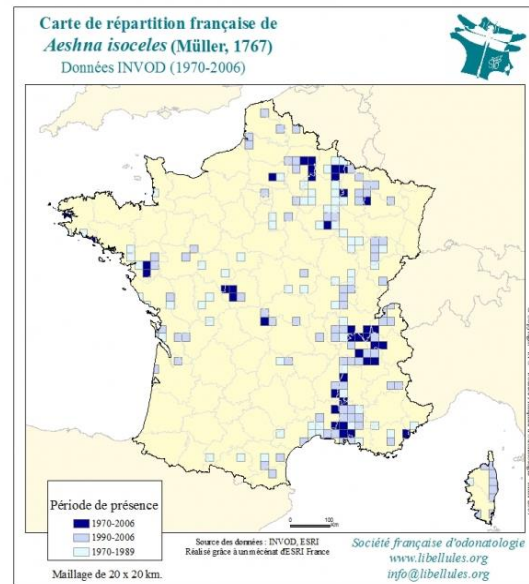 Carte de répartition française de
Aeshna isoceles (Müller, 1767)
Données INVOD (1970-2006)
Période de présence
1970-2006
1990-2006
1970-1989
Maillage de 20 x 20 km.
0 100
km
Source des données : INVOD, ESRI
Réalisé grâce à un mécénat d'ESRI France
Société française d'odonatologie
www.libellules.org
info@libellules.org